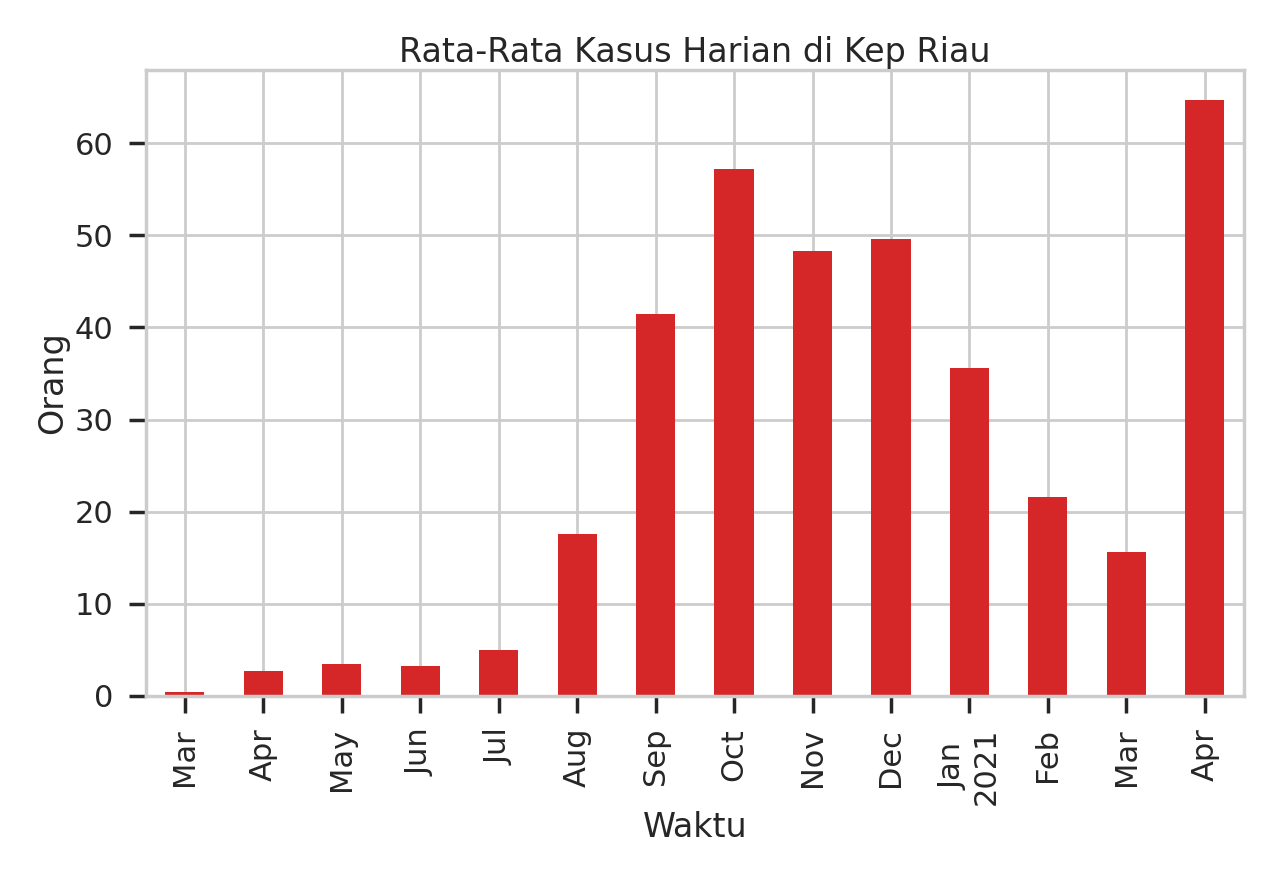 Rata-Rata Kasus Harian di Kep Riau
Orang
60
50
40
30
20
10
0
Mar
Apr
May
Jun
Jul
Aug
Sep
Oct
Nov
Dec
Jan
2021
Feb
Mar
Apr
Waktu